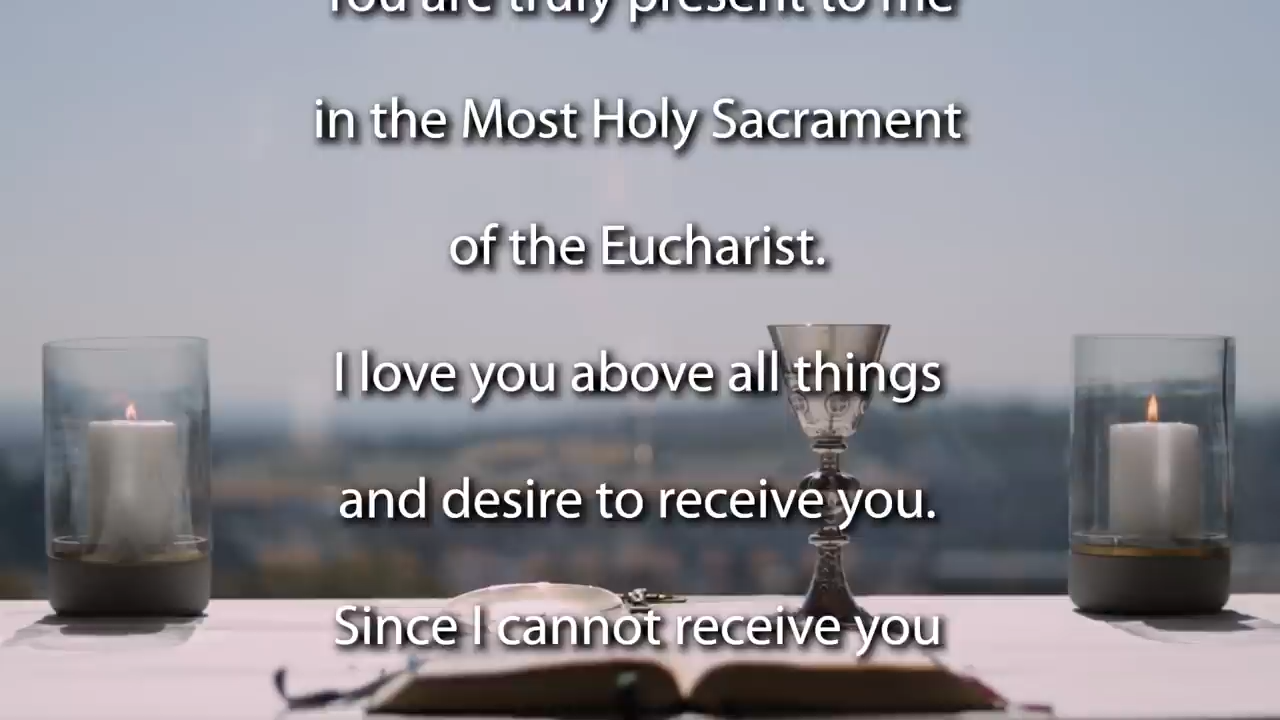 You are truly present to me
in the Most Holy Sacrament
of the Eucharist.
I love you above all things
and desire to receive you.
Since I cannot receive you